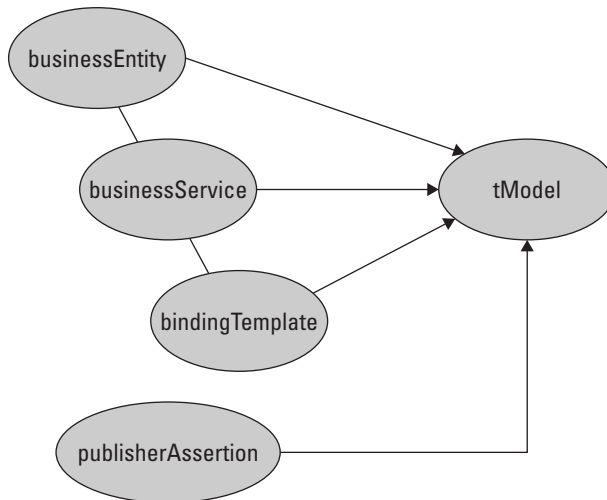 businessEntity
businessService
tModel
bindingTemplate
publisherAssertion